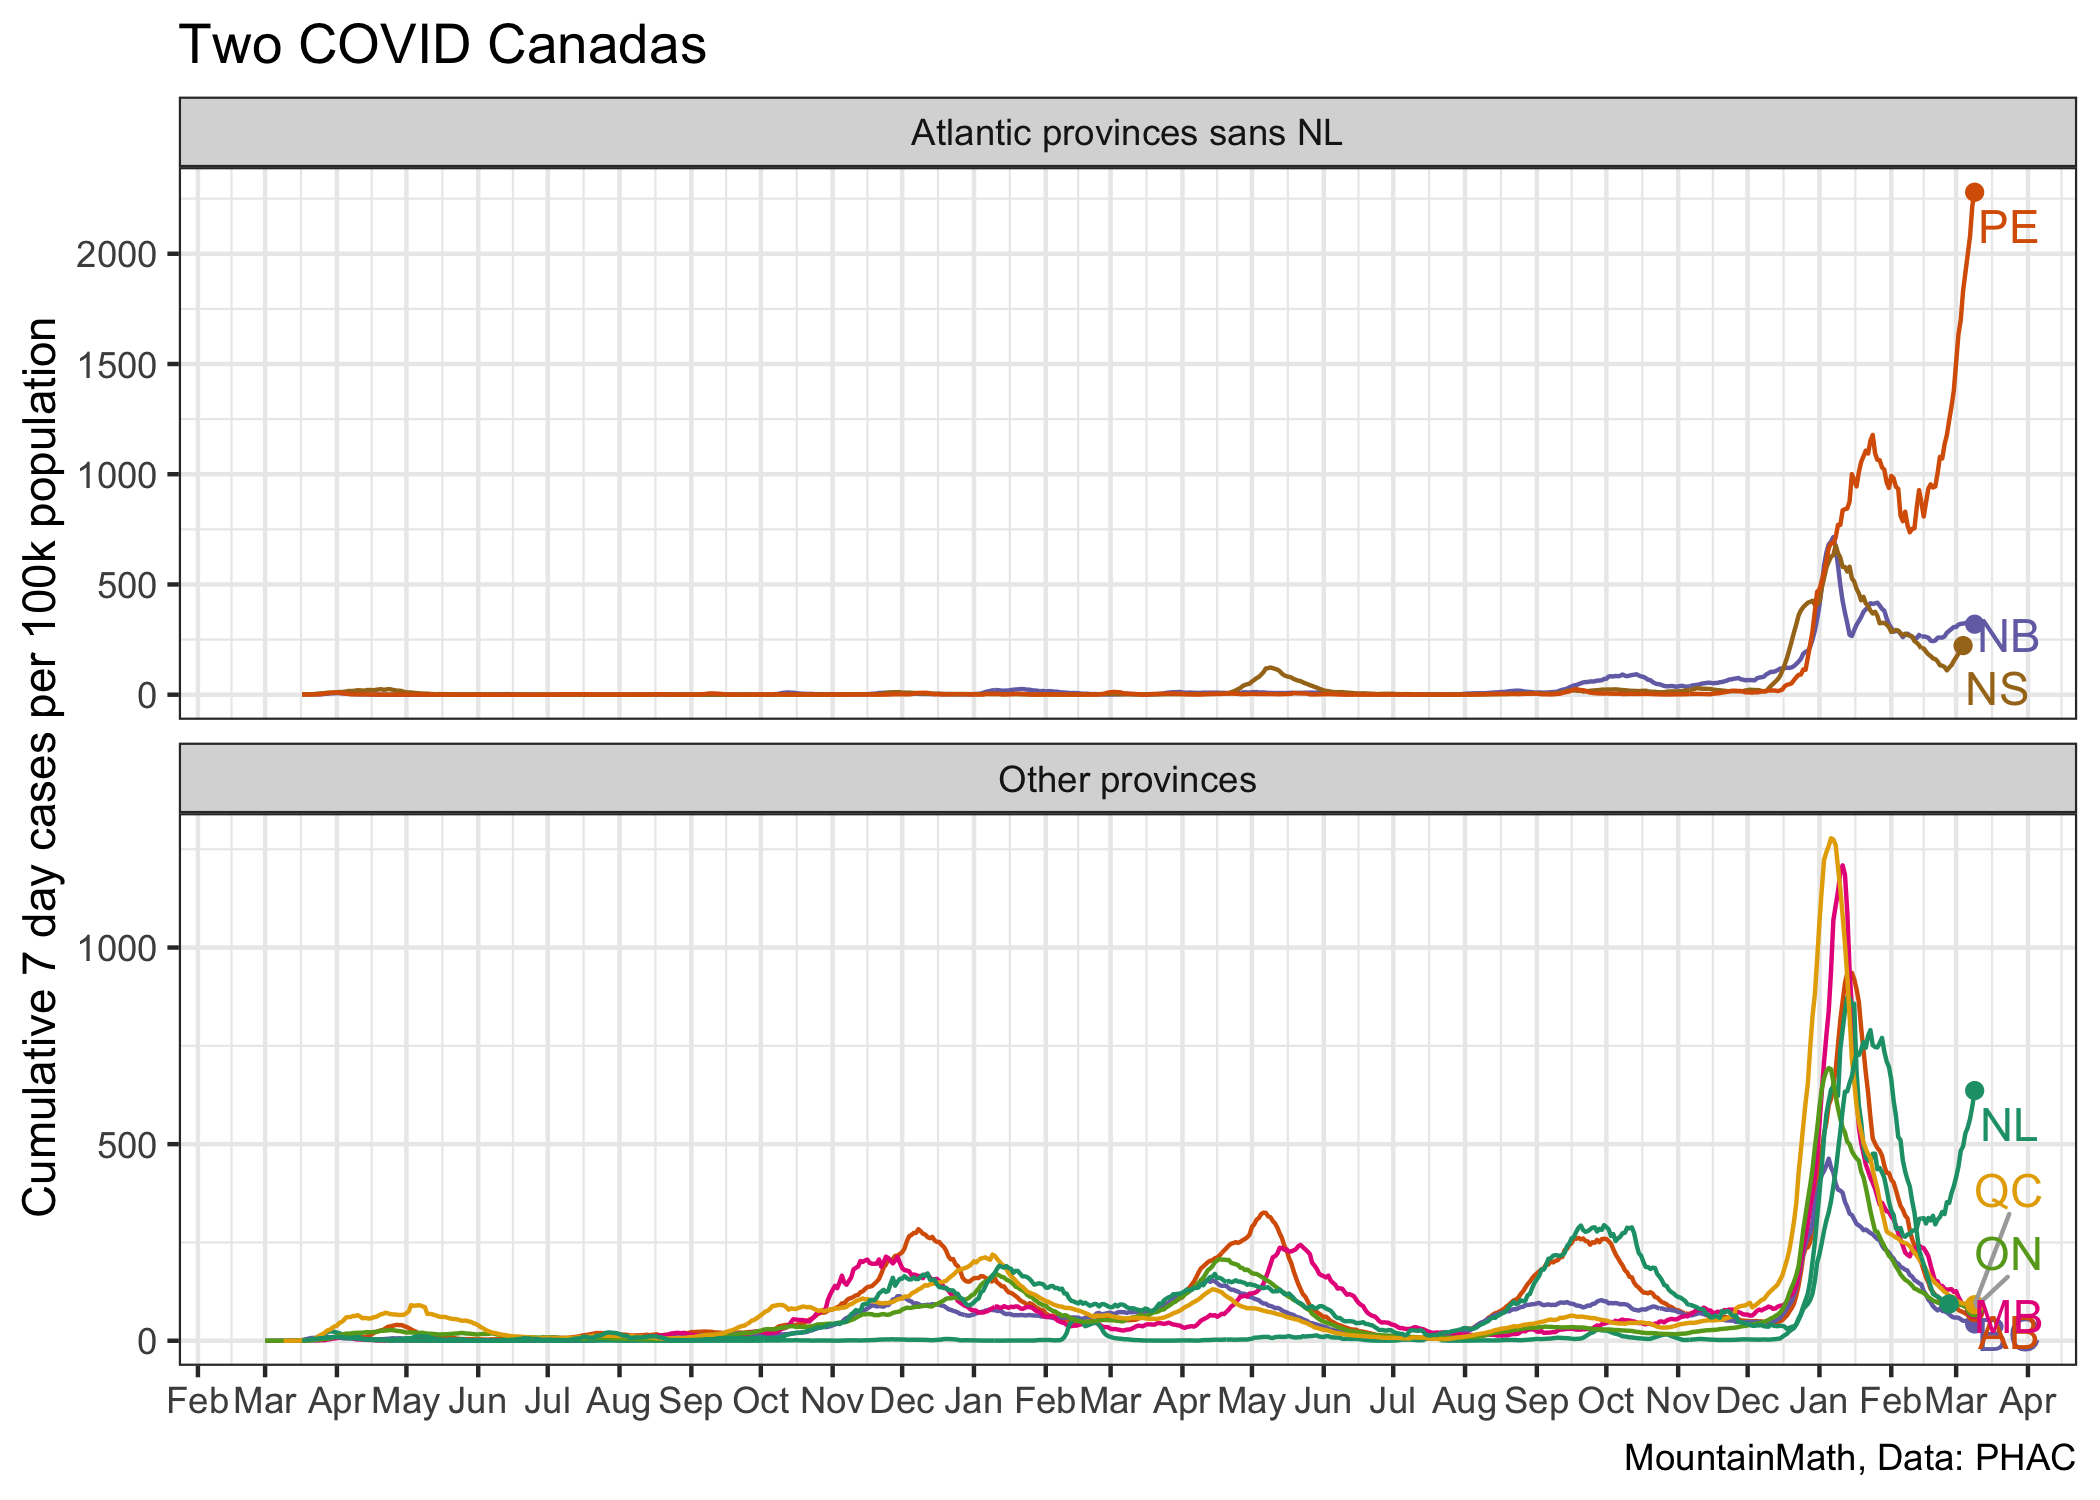 Two COVID Canadas
Atlantic provinces sans NL
Cumulative 7 day cases per 100k population
2000
1500
1000
500
0
PE
NB
NS
Other provinces
1000
500
0
NL
QC
ON
MB
AB
Feb Mar Apr May Jun Jul Aug Sep Oct Nov Dec Jan Feb Mar Apr May Jun Jul Aug Sep Oct Nov Dec Jan Feb Mar Apr
MountainMath, Data: PHAC